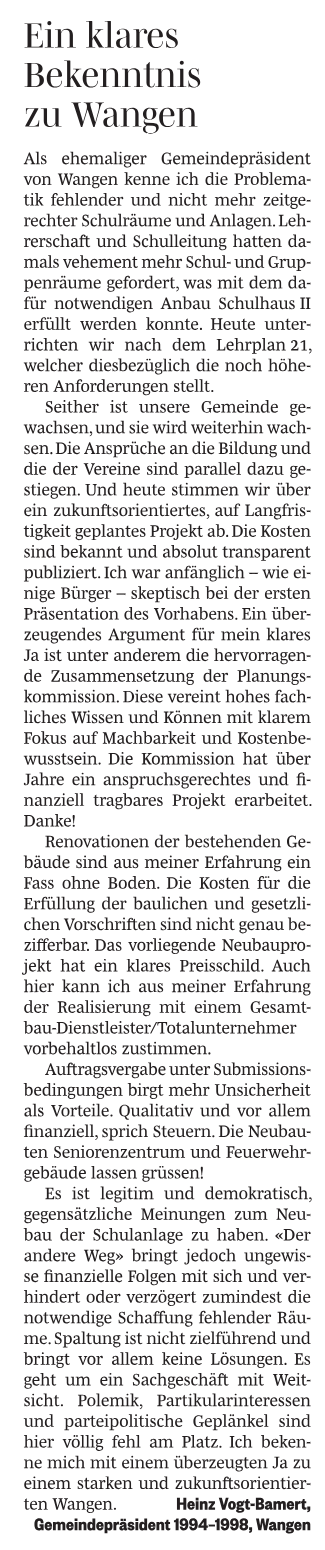 Ein klares
Bekenntnis
zu Wangen
Als ehemaliger Gemeindepräsident
von Wangen kenne ich die Problema-
tik fehlender und nicht mehr zeitge-
rechter Schulräume und Anlagen. Leh-
rerschaft und Schulleitung hatten da-
mals vehement mehr Schul- und Grup-
penräume gefordert, was mit dem da-
für notwendigen Anbau Schulhaus II
erfüllt werden konnte. Heute unter-
richten wir nach dem Lehrplan 21,
welcher diesbezüglich die noch höhe-
ren Anforderungen stellt.
Seither ist unsere Gemeinde ge-
wachsen, und sie wird weiterhin wach-
sen. Die Ansprüche an die Bildung und
die der Vereine sind parallel dazu ge-
stiegen. Und heute stimmen wir über
ein zukunftsorientiertes, auf Langfris-
tigkeit geplantes Projekt ab. Die Kosten
sind bekannt und absolut transparent
publiziert. Ich war anfänglich – wie ei-
nige Bürger – skeptisch bei der ersten
Präsentation des Vorhabens. Ein über-
zeugendes Argument für mein klares
Ja ist unter anderem die hervorragen-
de Zusammensetzung der Planungs-
kommission. Diese vereint hohes fach-
liches Wissen und Können mit klarem
Fokus auf Machbarkeit und Kostenbe-
wusstsein. Die Kommission hat über
Jahre ein anspruchsgerechtes und fi-
nanziell tragbares Projekt erarbeitet.
Danke!
Renovationen der bestehenden Ge-
bäude sind aus meiner Erfahrung ein
Fass ohne Boden. Die Kosten für die
Erfüllung der baulichen und gesetzli-
chen Vorschriften sind nicht genau be-
zifferbar. Das vorliegende Neubaupro-
jekt hat ein klares Preisschild. Auch
hier kann ich aus meiner Erfahrung
der Realisierung mit einem Gesamt-
bau-Dienstleister/Totalunternehmer
vorbehaltlos zustimmen.
Auftragsvergabe unter Submissions-
bedingungen birgt mehr Unsicherheit
als Vorteile. Qualitativ und vor allem
finanziell, sprich Steuern. Die Neubau-
ten Seniorenzentrum und Feuerwehr-
gebäude lassen grüssen!
Es ist legitim und demokratisch,
gegensätzliche Meinungen zum Neu-
bau der Schulanlage zu haben. «Der
andere Weg» bringt jedoch ungewis-
se finanzielle Folgen mit sich und ver-
hindert oder verzögert zumindest die
notwendige Schaffung fehlender Räu-
me. Spaltung ist nicht zielführend und
bringt vor allem keine Lösungen. Es
geht um ein Sachgeschäft mit Weit-
sicht. Polemik, Partikularinteressen
und parteipolitische Geplänkel sind
hier völlig fehl am Platz. Ich beken-
ne mich mit einem überzeugten Ja zu
einem starken und zukunftsorientier-
ten Wangen. Heinz Vogt-Bamert,
Gemeindepräsident 1994–1998, Wangen